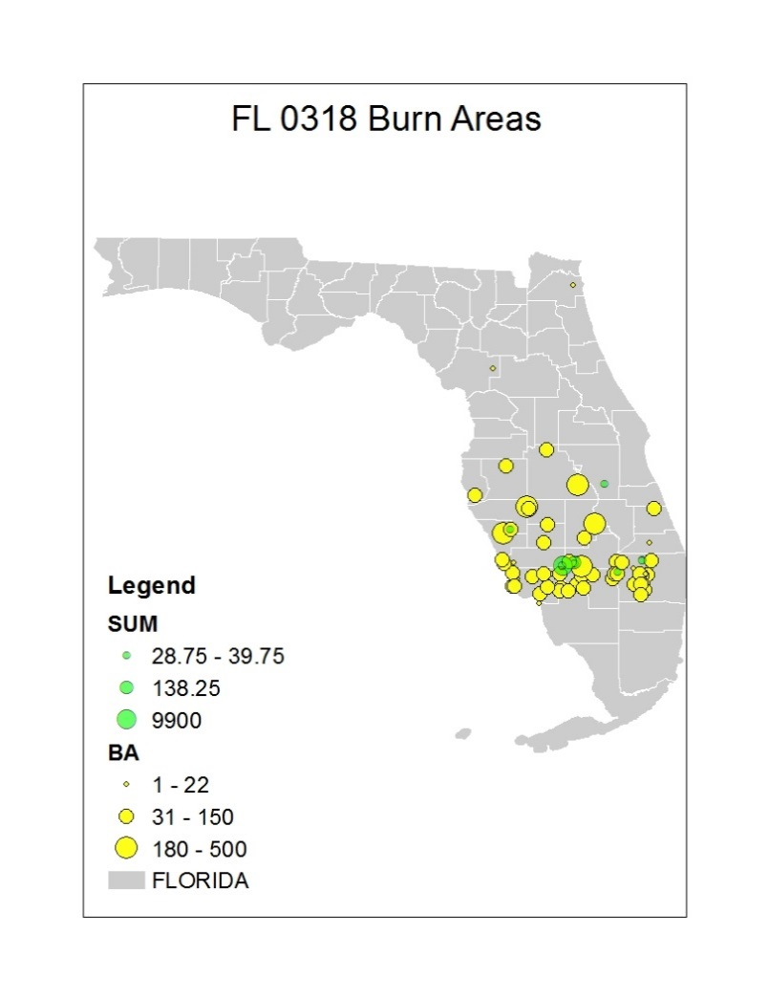 FL 0318 Burn Areas
Legend
SUM
28.75 - 39.75
138.25
9900
BA
1 - 22
31 - 150
180 - 500
FLORIDA